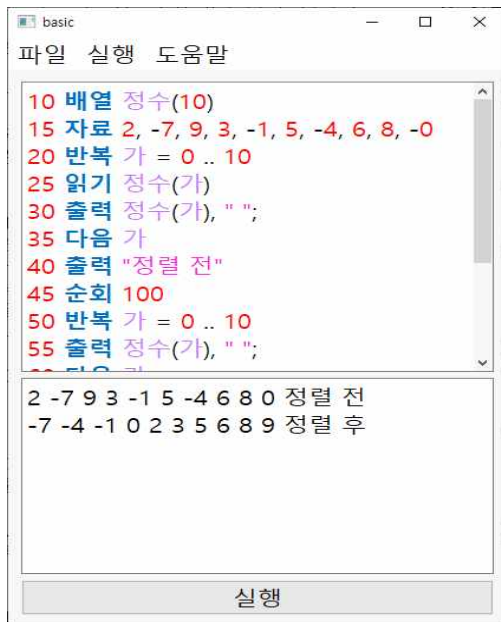 basic
파일 실행 도움말
10 배열 정수(10)
15 자료 2, -7, 9, 3, -1, 5, -4, 6, 8, -0
20 반복 가 = 0 .. 10
25 읽기 정수(가)
30 출력 정수(가), " ";
35 다음 가
40 출력 "정렬 전"
45 순회 100
50 반복 가 = 0 .. 10
55 출력 정수(가), " ";
2 -7 9 3 -1 5 -4 6 8 0 정렬 전
-7 -4 -1 0 2 3 5 6 8 9 정렬 후
실행